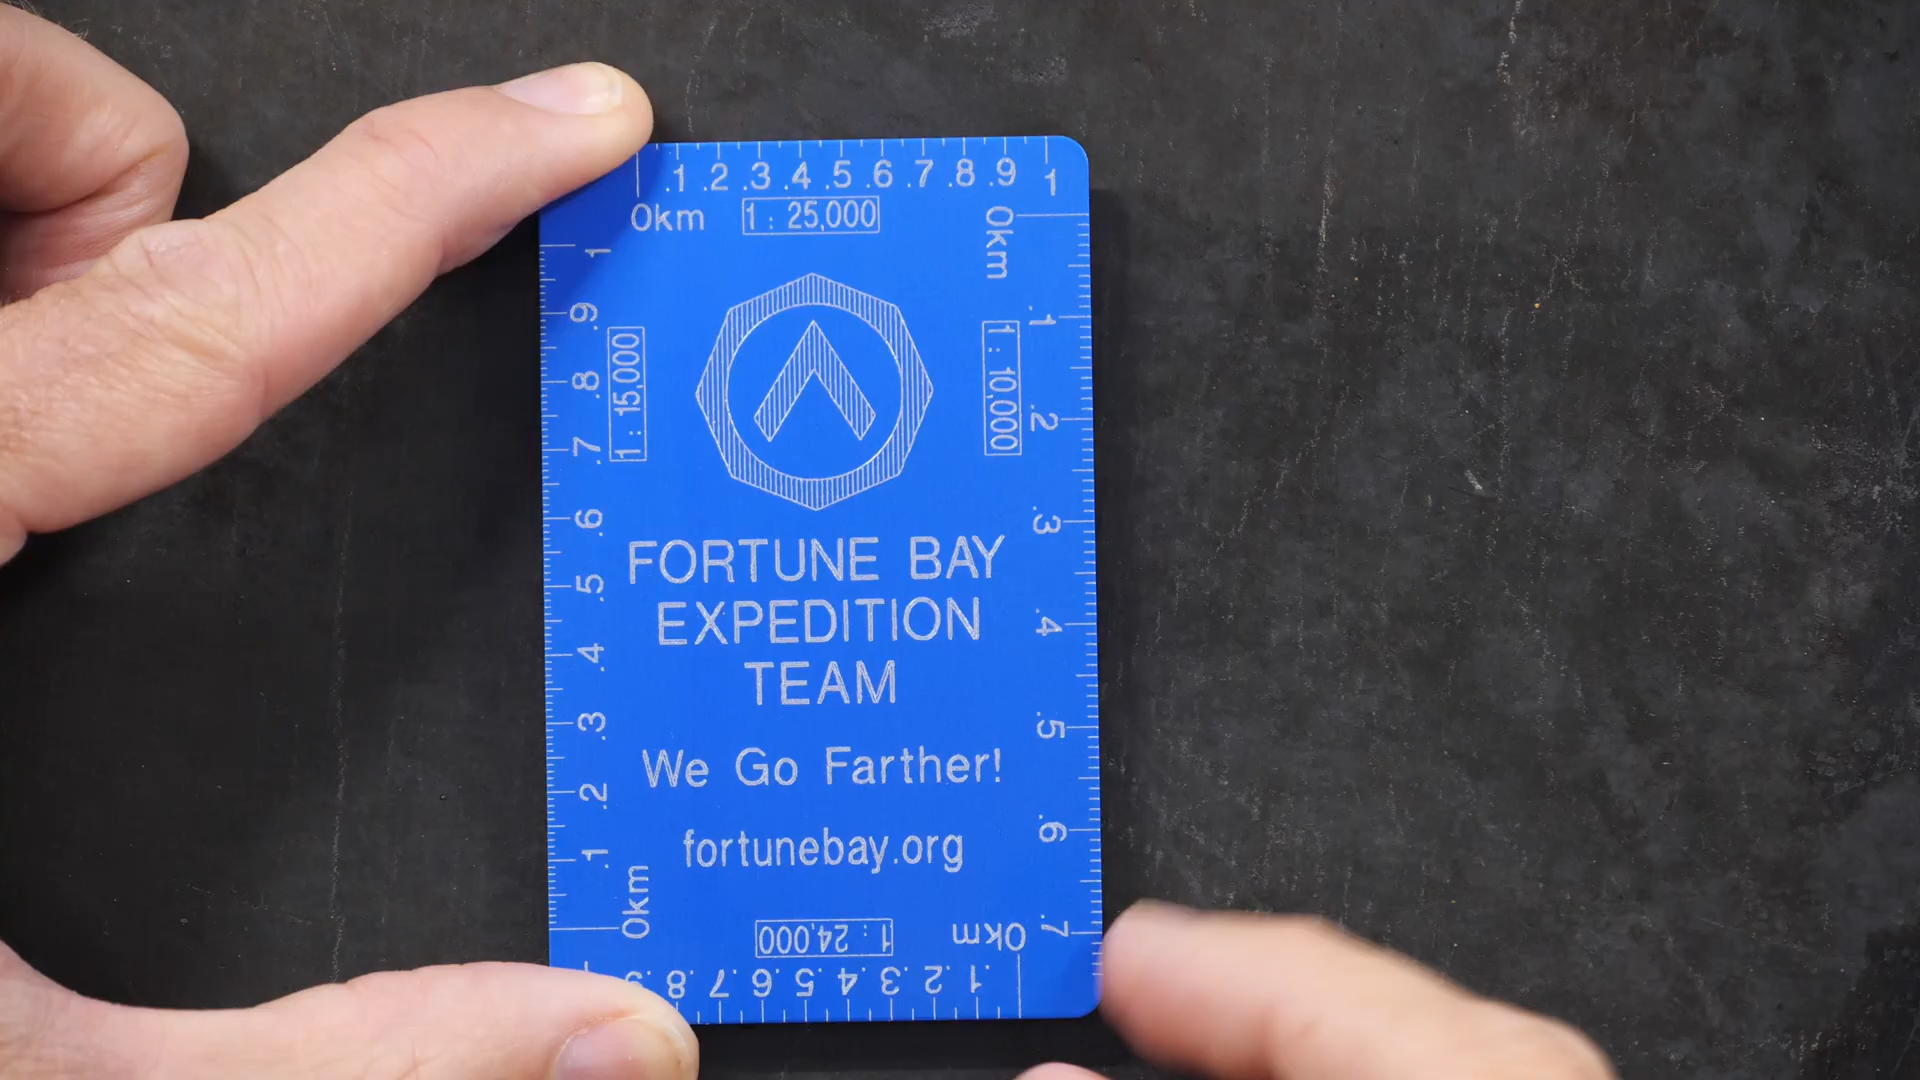 .1 .2 .3 .4 .5 .6 .7 .8 .9 1
0km 1 : 25,000
0km .1 .2 .3 .4 .5 .6 .7
1 : 10,000
0km .1 .2 .3 .4 .5 .6 .7 .8 .9 1
1 : 15,000
FORTUNE BAY
EXPEDITION
TEAM
We Go Farther!
fortunebay.org
0km 1 : 24,000
.1 .2 .3 .4 .5 .6 .7 .8 .9